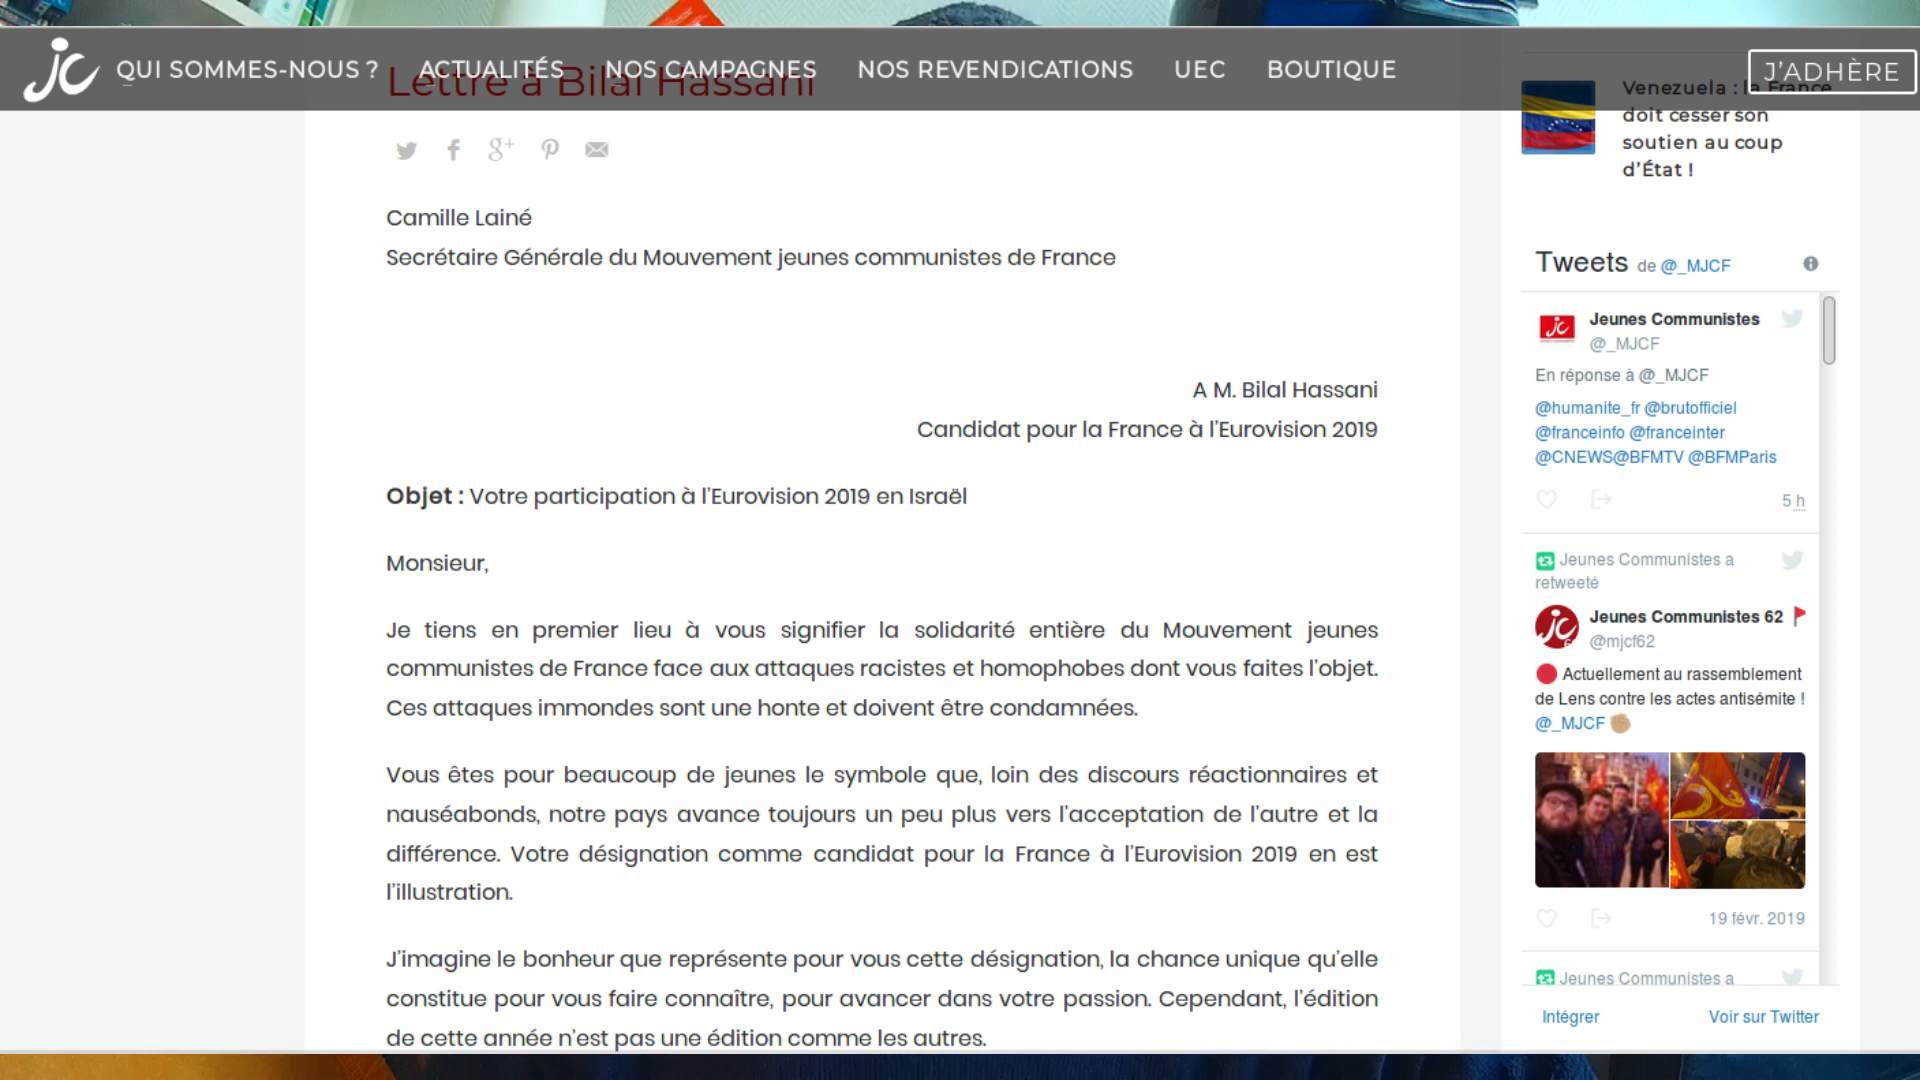 jc
QUI SOMMES-NOUS ? ACTUALITÉS NOS CAMPAGNES NOS REVENDICATIONS UEC BOUTIQUE J'ADHÈRE
Lettre à Bilal Hassani
Camille Lainé
Secrétaire Générale du Mouvement jeunes communistes de France
A M. Bilal Hassani
Candidat pour la France à l'Eurovision 2019
Objet : Votre participation à l'Eurovision 2019 en Israël
Monsieur,
Je tiens en premier lieu à vous signifier la solidarité entière du Mouvement jeunes
communistes de France face aux attaques racistes et homophobes dont vous faites l'objet.
Ces attaques immondes sont une honte et doivent être condamnées.
Vous êtes pour beaucoup de jeunes le symbole que, loin des discours réactionnaires et
nauséabonds, notre pays avance toujours un peu plus vers l'acceptation de l'autre et la
différence. Votre désignation comme candidat pour la France à l'Eurovision 2019 en est
l'illustration.
J'imagine le bonheur que représente pour vous cette désignation, la chance unique qu'elle
constitue pour vous faire connaître, pour avancer dans votre passion. Cependant, l'édition
de cette année n'est pas une édition comme les autres.
Venezuela : la France
doit cesser son
soutien au coup
d'État !
Tweets de @_MJCF
Jeunes Communistes
@_MJCF
En réponse à @_MJCF
@humanite_fr @brutofficiel
@franceinfo @franceinter
@CNEWS@BFMTV @BFMParis
5 h
Jeunes Communistes a
retweeté
Jeunes Communistes 62
@mjcf62
Actuellement au rassemblement
de Lens contre les actes antisémite !
@_MJCF
19 févr. 2019
Jeunes Communistes a
Intégrer Voir sur Twitter